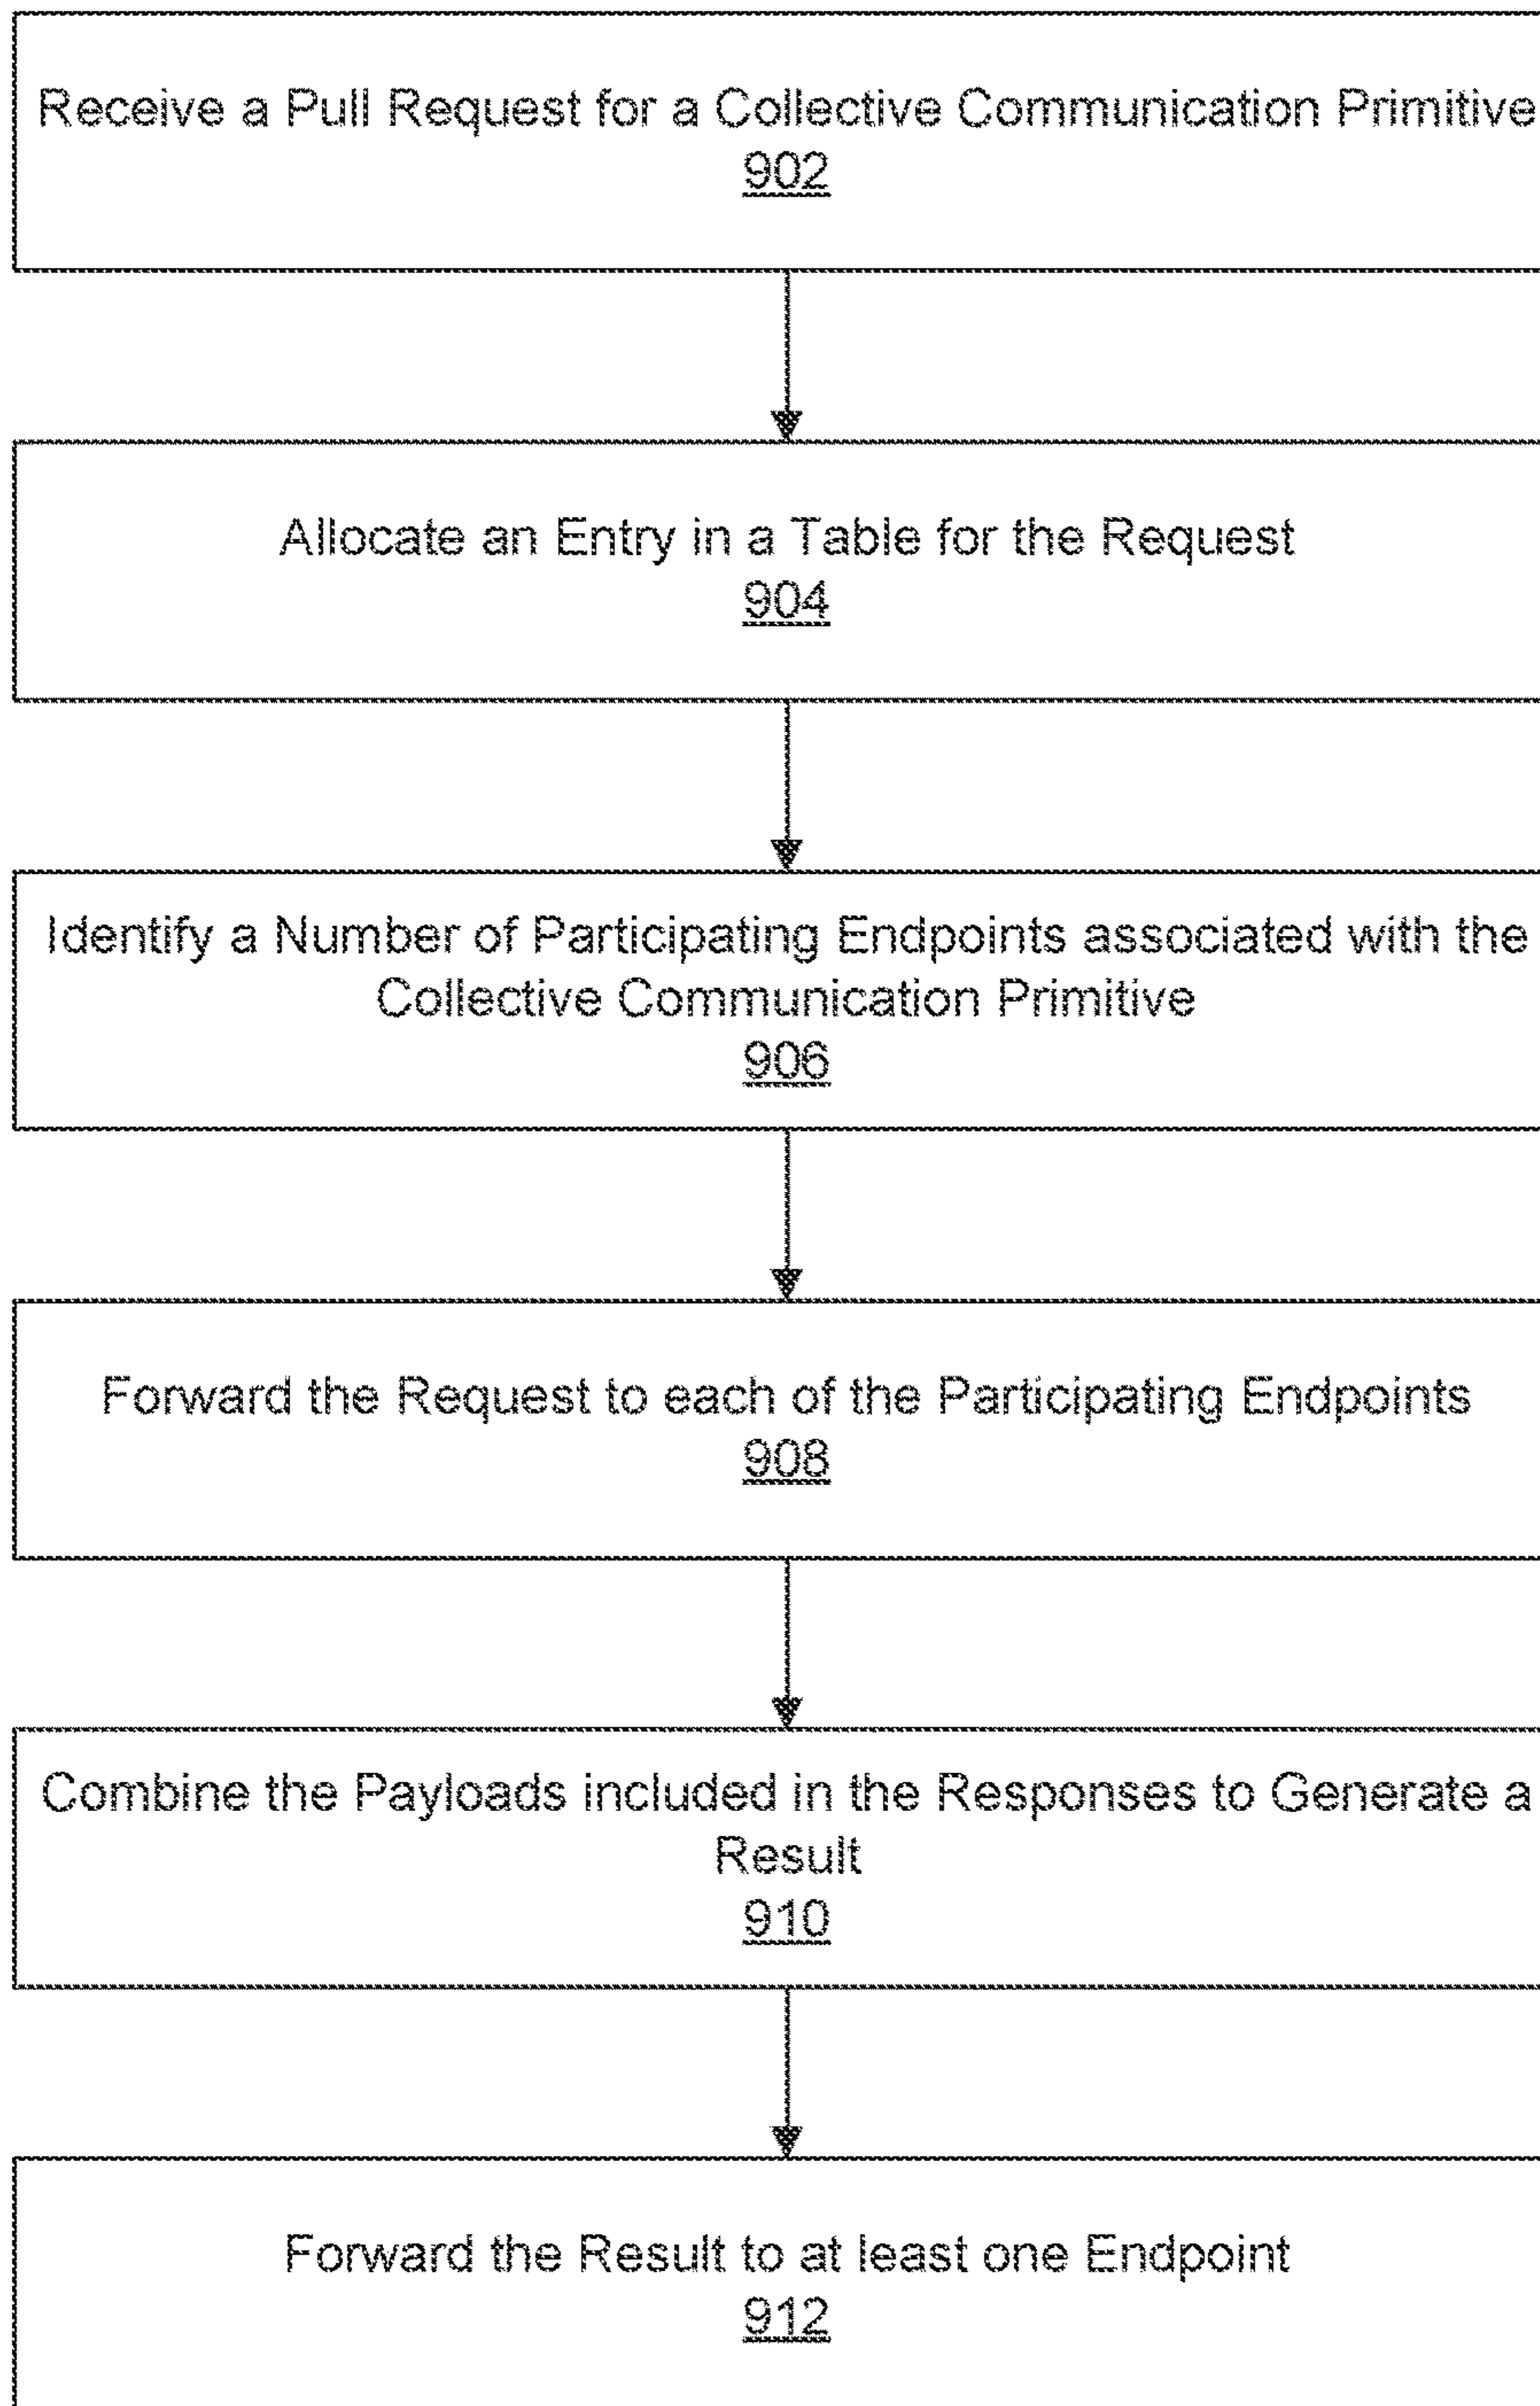 Receive a Pull Request for a Collective Communication Primitive
902
Allocate an Entry in a Table for the Request
904
Identify a Number of Participating Endpoints associated with the
Collective Communication Primitive
906
Forward the Request to each of the Participating Endpoints
908
Combine the Payloads included in the Responses to Generate a
Result
910
Forward the Result to at least one Endpoint
912